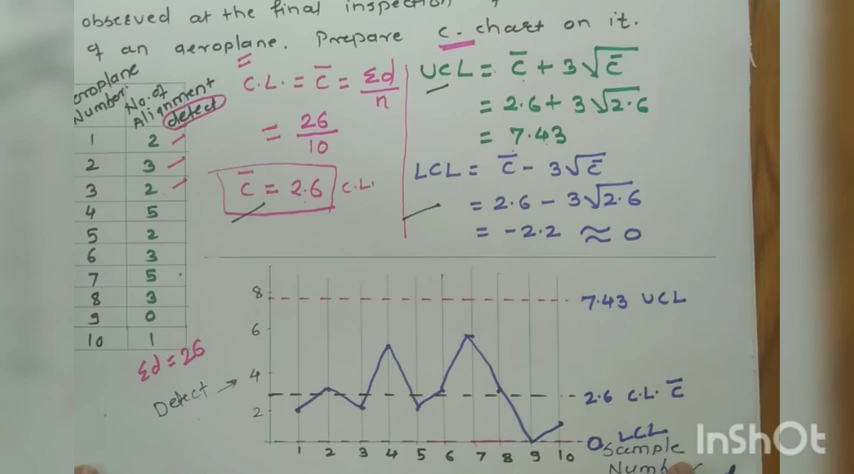 observed at the final inspection
of an aeroplane. Prepare c. chart on it.
Number
No. of Alignment defect
1 2
2 3
3 2
4 5
5 2
6 3
7 5
8 3
9 0
10 1
Σd = 26
C.L. = c̅ = Σd/n
= 26/10
c̅ = 2.6 C.L.
UCL = c̅ + 3√c̅
= 2.6 + 3√2.6
= 7.43
LCL = c̅ - 3√c̅
= 2.6 - 3√2.6
= -2.2 ≈ 0
8
6
4
2
Defect →
7.43 UCL
2.6 C.L. c̅
0 LCL
1 2 3 4 5 6 7 8 9 10
Sample
InShOt